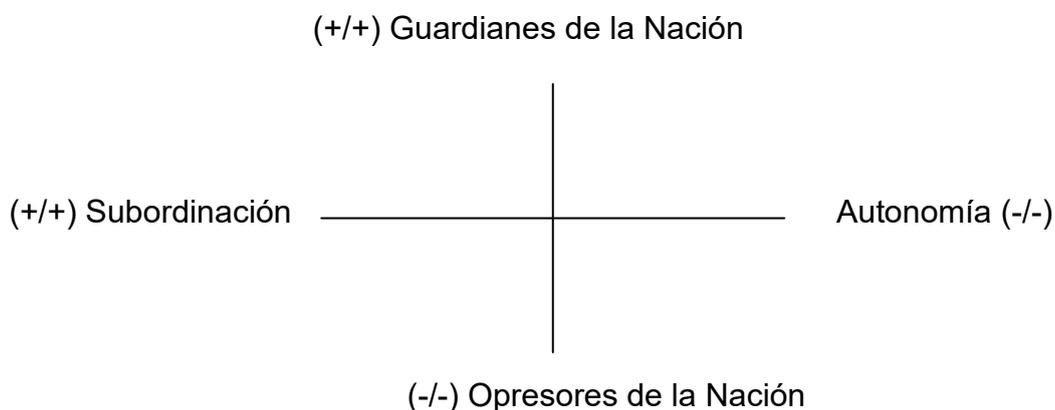 (+/+) Guardianes de la Nación
(+/+) Subordinación
Autonomía (-/-)
(-/-) Opresores de la Nación